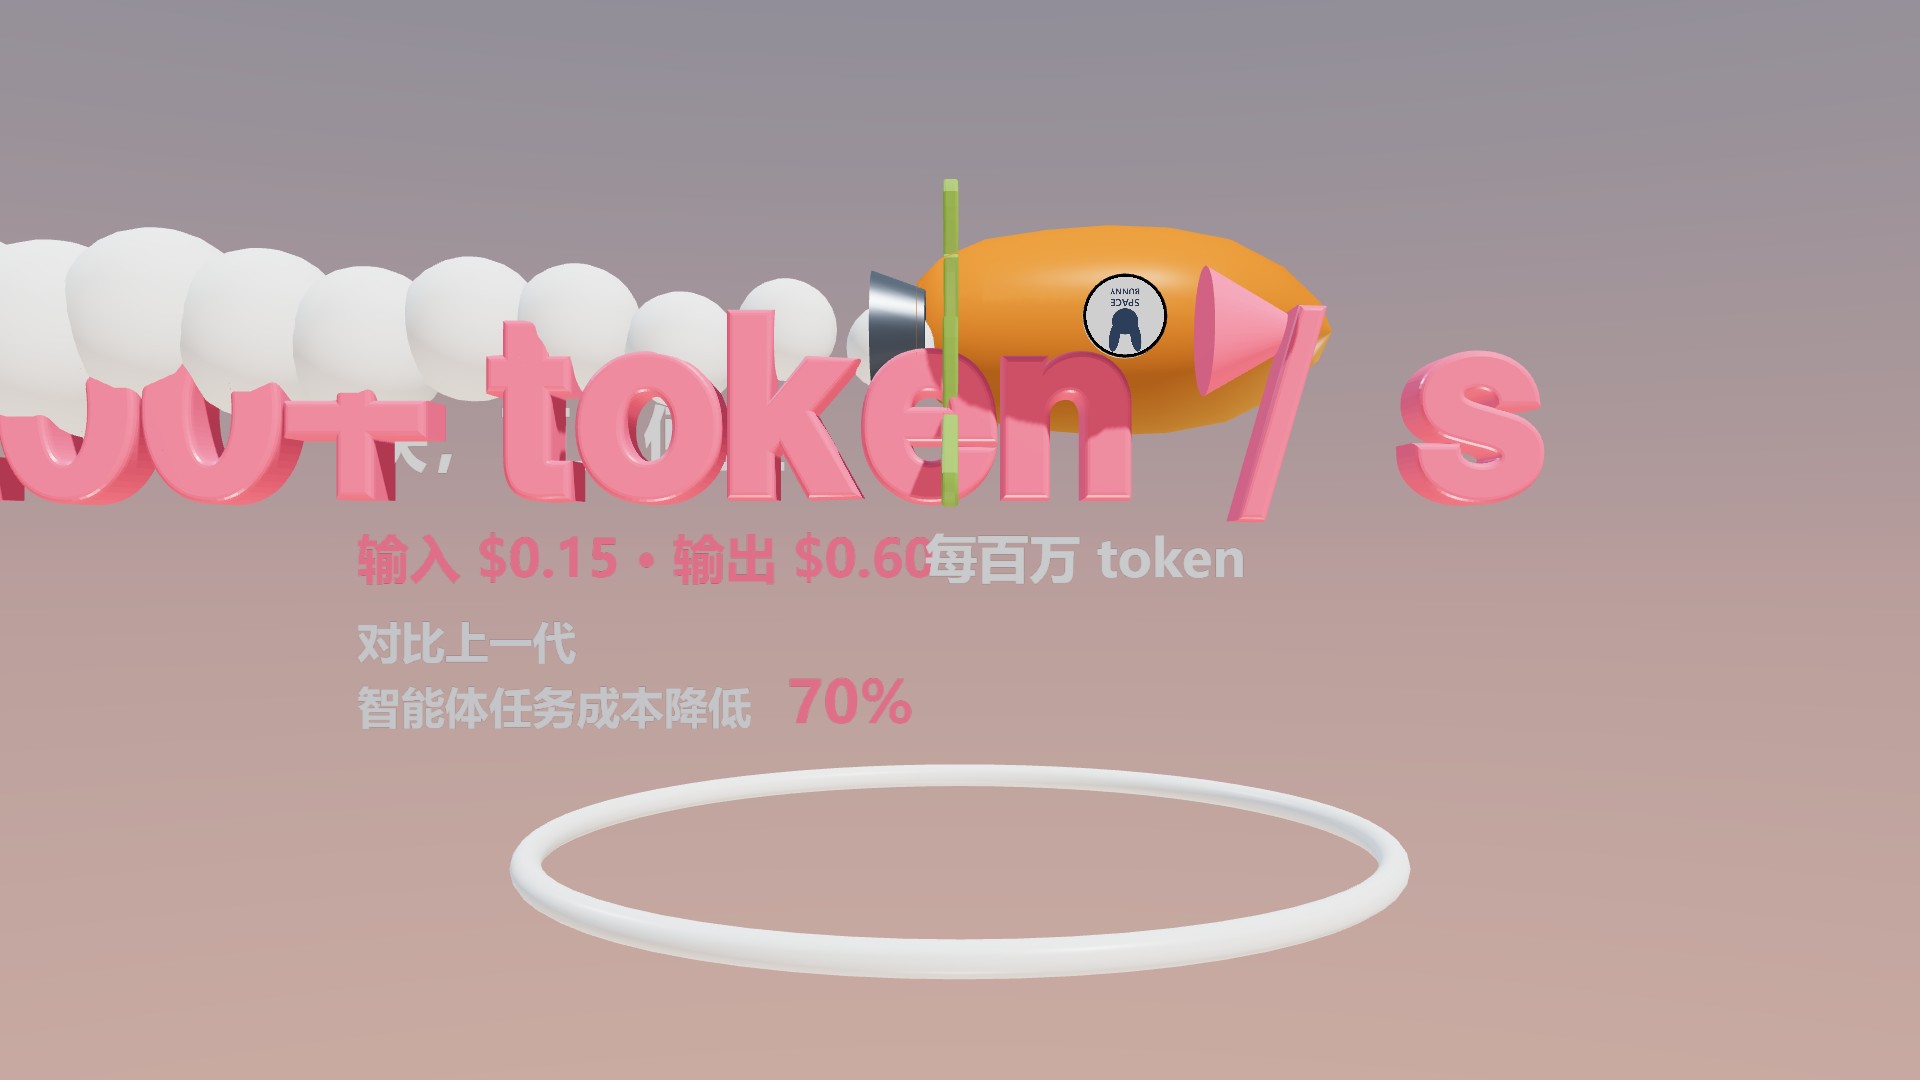 token / s
输入 $0.15 · 输出 $0.60 每百万 token
对比上一代
智能体任务成本降低 70%
SPACE
BUNNY